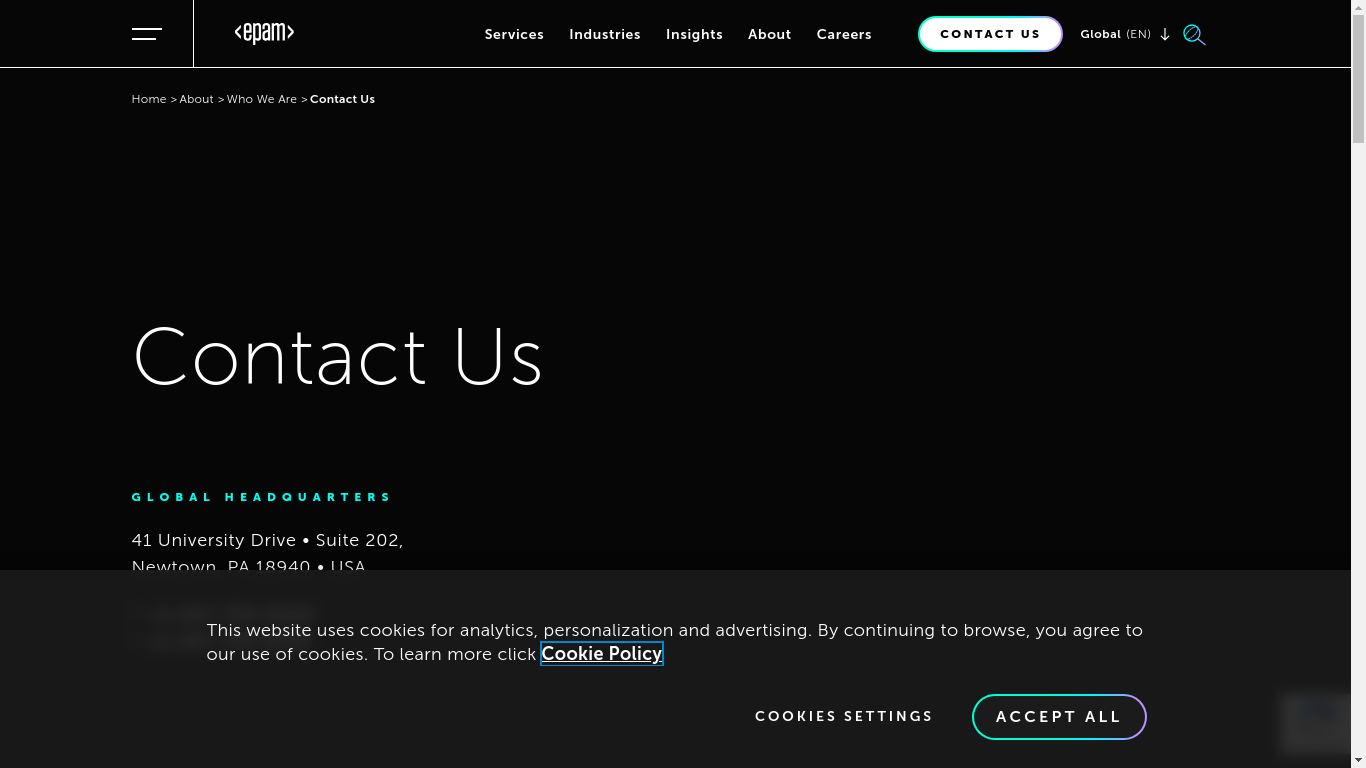 <epam>
Services Industries Insights About Careers CONTACT US Global (EN)
Home > About > Who We Are > Contact Us
Contact Us
GLOBAL HEADQUARTERS
41 University Drive • Suite 202,
Newtown, PA 18940 • USA
This website uses cookies for analytics, personalization and advertising. By continuing to browse, you agree to
our use of cookies. To learn more click Cookie Policy
COOKIES SETTINGS ACCEPT ALL